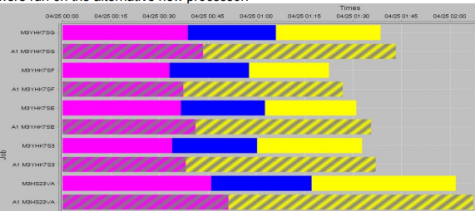 were run on the alternative new processor.
Times
04/25 00:00 04/25 00:15 04/25 00:30 04/25 00:45 04/25 01:00 04/25 01:15 04/25 01:30 04/25 01:45 04/25 02:00
M3YHK7SG
A1 M3YHK7SG
M3YHK7SF
A1 M3YHK7SF
M3YHK7SE
A1 M3YHK7SE
Job
M3YHK7S3
A1 M3YHK7S3
M3HS23VA
A1 M3HS23VA